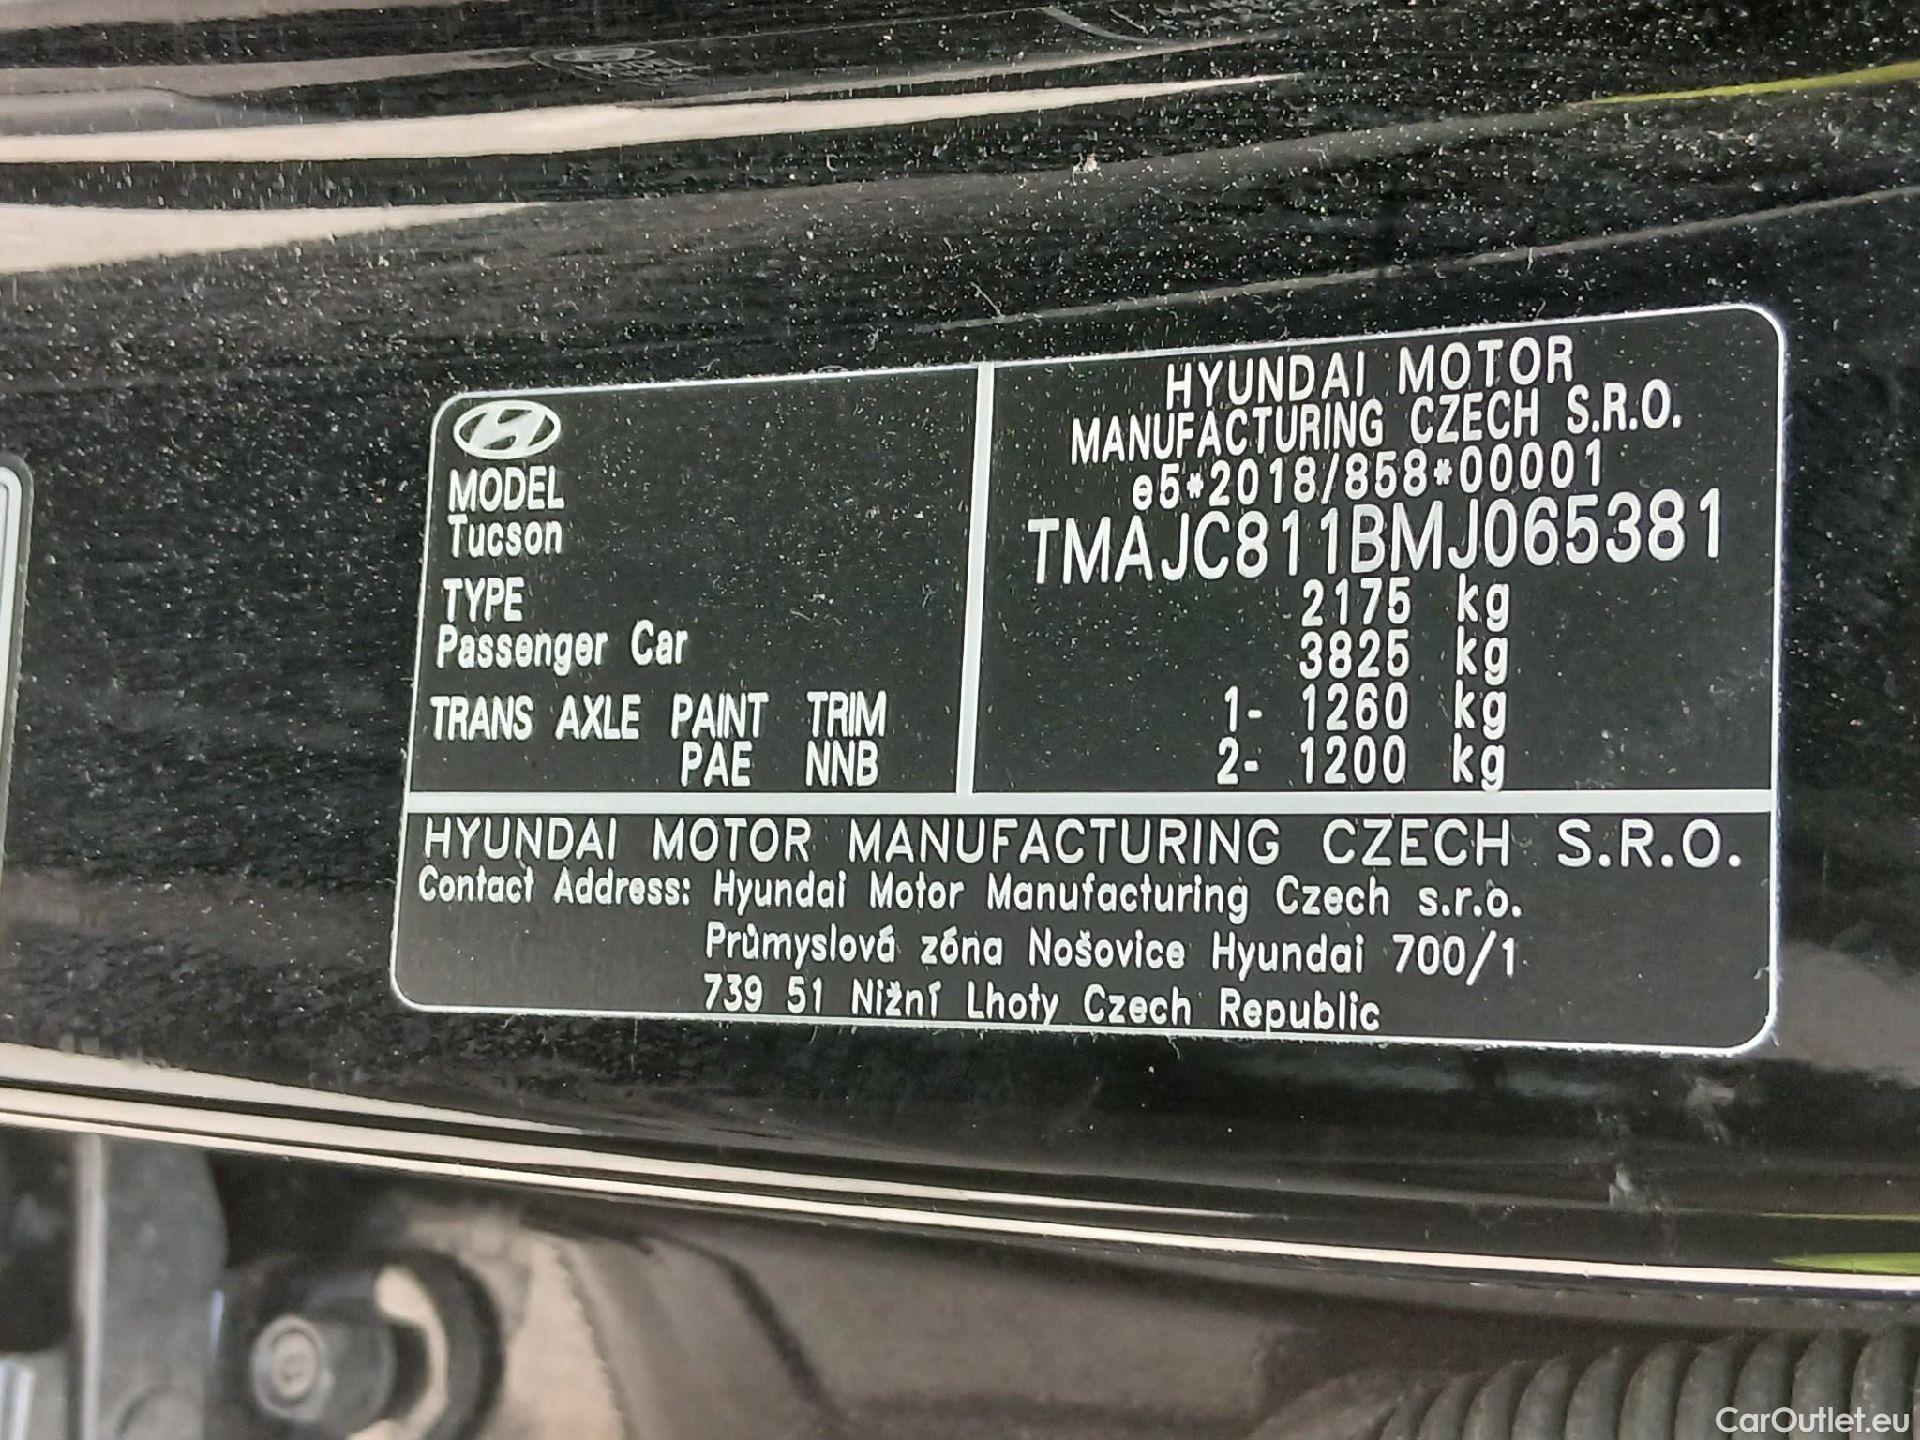 MODEL
Tucson
TYPE
Passenger Car
TRANS AXLE PAINT TRIM
PAE NNB
HYUNDAI MOTOR
MANUFACTURING CZECH S.R.O.
e5*2018/858*00001
TMAJC811BMJ065381
2175 kg
3825 kg
1- 1260 kg
2- 1200 kg
HYUNDAI MOTOR MANUFACTURING CZECH S.R.O.
Contact Address: Hyundai Motor Manufacturing Czech s.r.o.
Průmyslová zóna Nošovice Hyundai 700/1
739 51 Nižní Lhoty Czech Republic
CarOutlet.eu